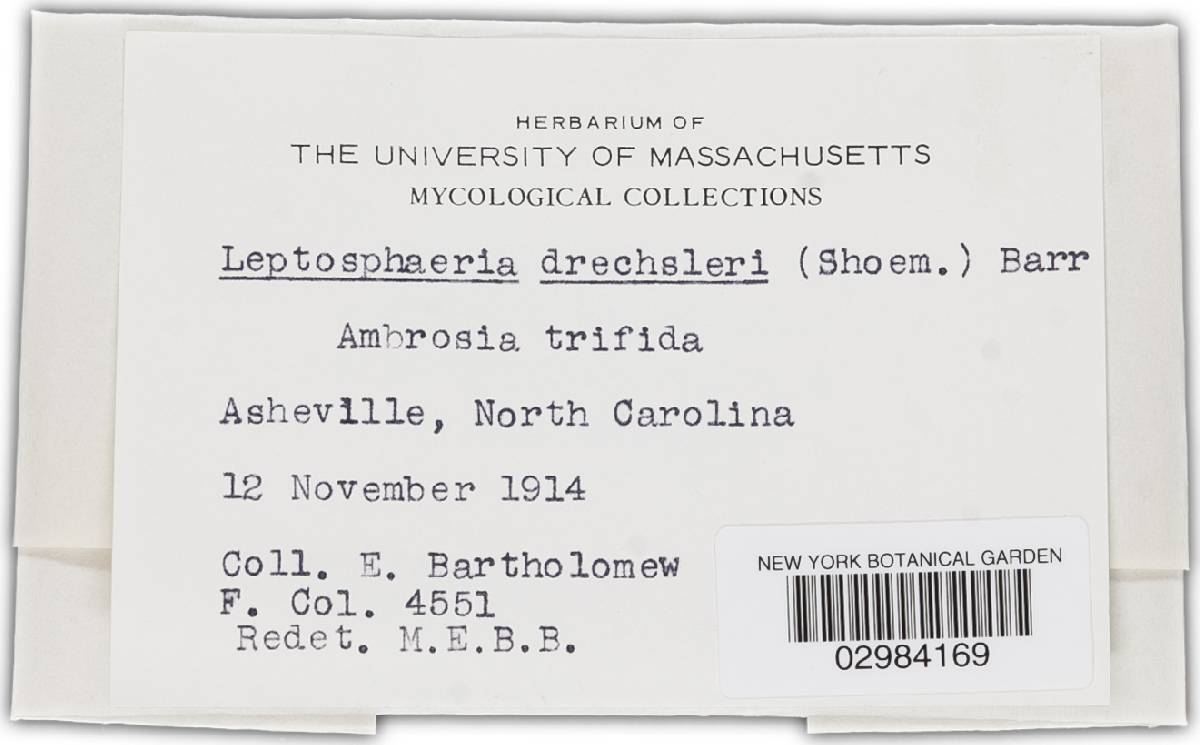 HERBARIUM OF
THE UNIVERSITY OF MASSACHUSETTS
MYCOLOGICAL COLLECTIONS
Leptosphaeria drechsleri (Shoem.) Barr
Ambrosia trifida
Asheville, North Carolina
12 November 1914
Coll. E. Bartholomew
F. Col. 4551
Redet. M.E.B.B.
NEW YORK BOTANICAL GARDEN
02984169